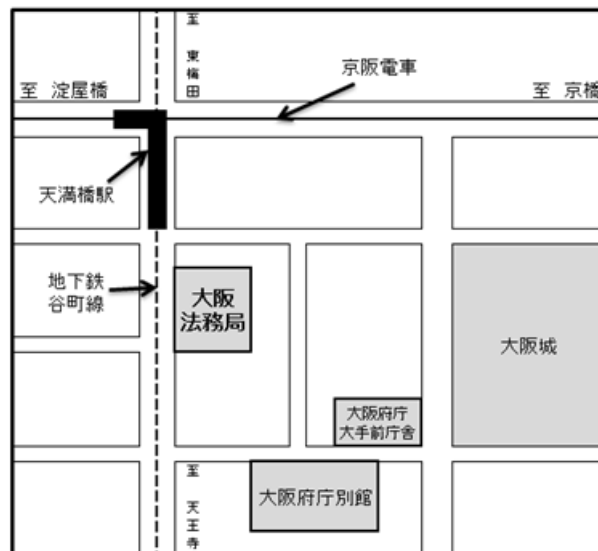 至 東梅田
京阪電車
至 淀屋橋
至 京橋
天満橋駅
地下鉄
谷町線
大阪
法務局
大阪城
大阪府庁
大手前庁舎
至 天王寺
大阪府庁別館